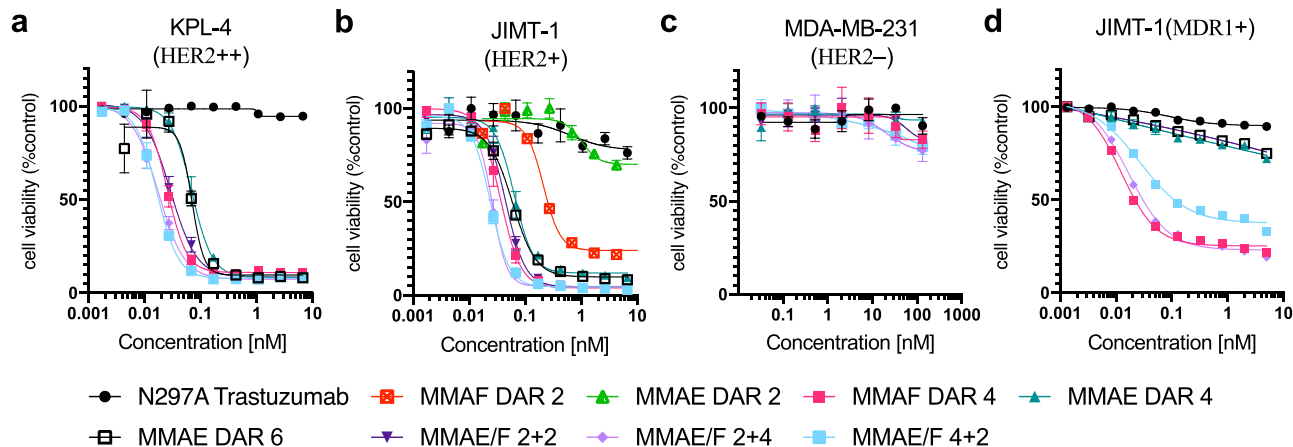 a
KPL-4
(HER2++)
cell viability (%control)
100
50
0
0.001 0.01 0.1 1 10
Concentration [nM]
b
JIMT-1
(HER2+)
cell viability (%control)
100
50
0
0.001 0.01 0.1 1 10
Concentration [nM]
c
MDA-MB-231
(HER2−)
cell viability (%control)
100
50
0
0.1 1 10 100 1000
Concentration [nM]
d
JIMT-1(MDR1+)
cell viability (%control)
100
50
0
0.001 0.01 0.1 1 10
Concentration [nM]
N297A Trastuzumab MMAF DAR 2 MMAE DAR 2 MMAF DAR 4 MMAE DAR 4
MMAE DAR 6 MMAE/F 2+2 MMAE/F 2+4 MMAE/F 4+2